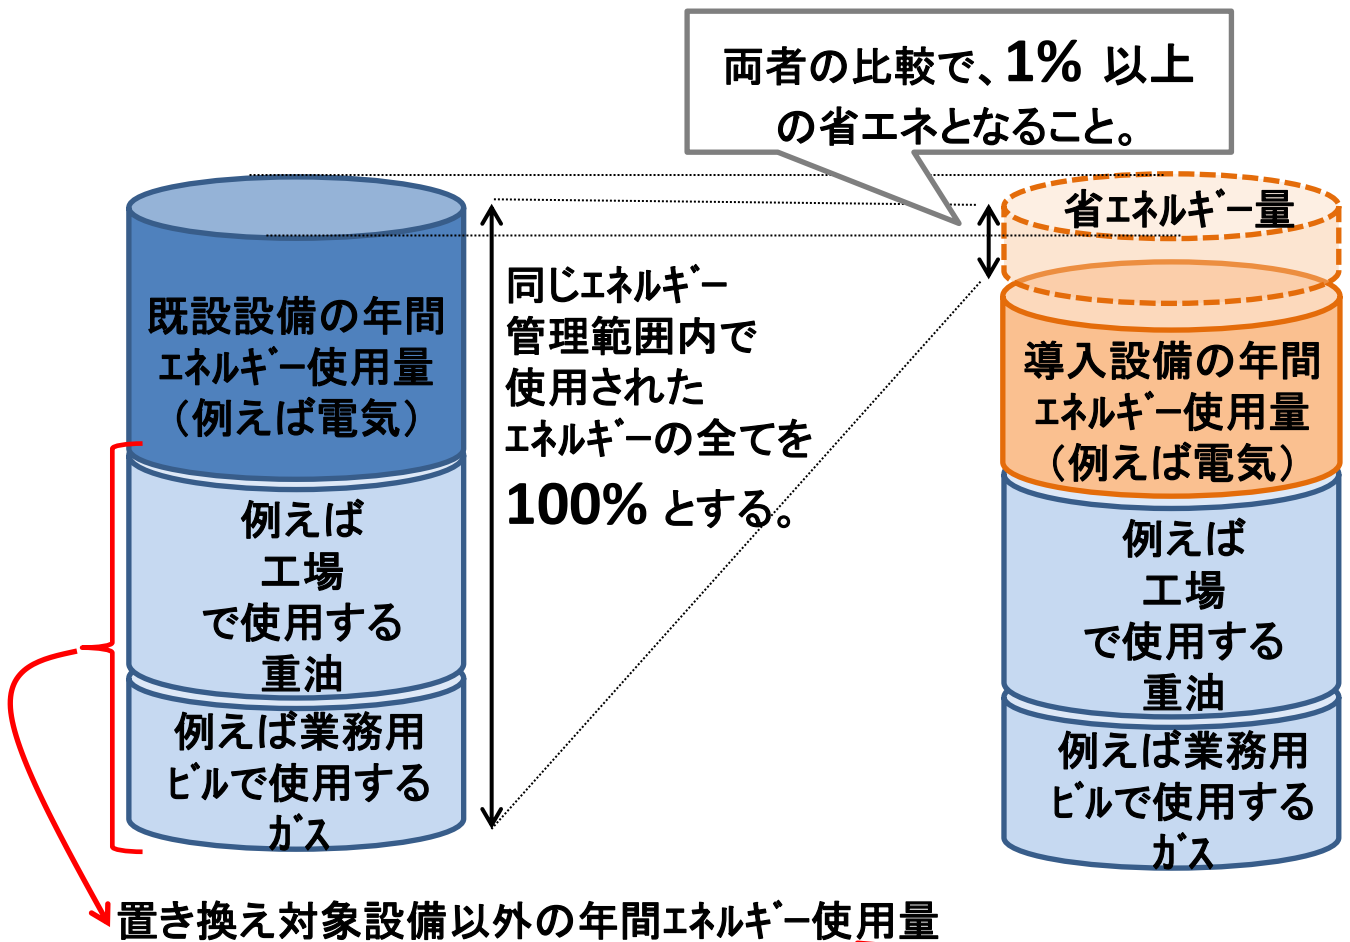 両者の比較で、1% 以上
の省エネとなること。
既設設備の年間
ｴﾈﾙｷﾞｰ使用量
（例えば電気）
例えば
工場
で使用する
重油
例えば業務用
ﾋﾞﾙで使用する
ｶﾞｽ
同じｴﾈﾙｷﾞｰ
管理範囲内で
使用された
ｴﾈﾙｷﾞｰの全てを
100% とする。
省ｴﾈﾙｷﾞｰ量
導入設備の年間
ｴﾈﾙｷﾞｰ使用量
（例えば電気）
例えば
工場
で使用する
重油
例えば業務用
ﾋﾞﾙで使用する
ｶﾞｽ
置き換え対象設備以外の年間ｴﾈﾙｷﾞｰ使用量